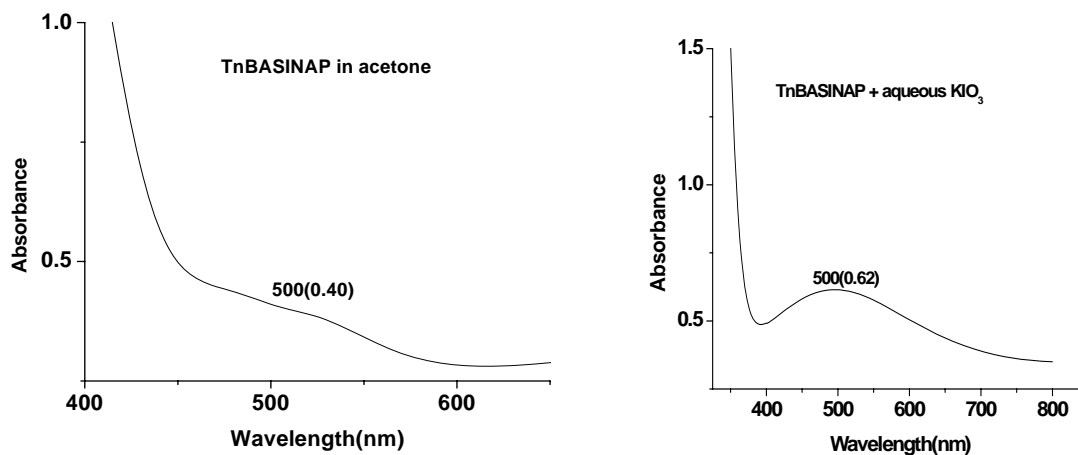 1.0
TnBASINAP in acetone
Absorbance
0.5
500(0.40)
400
500
600
Wavelength(nm)
1.5
TnBASINAP + aqueous KIO₃
Absorbance
1.0
500(0.62)
0.5
400
500
600
700
800
Wavelength(nm)